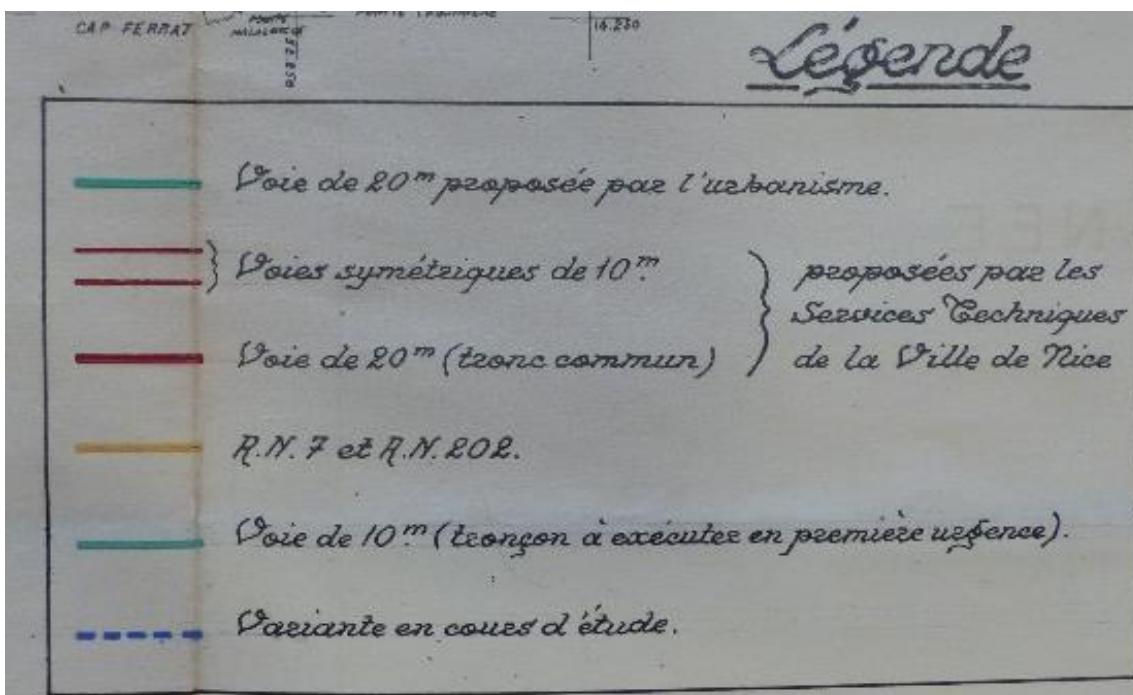 CAP FERRAT
14.250
Légende
Voie de 20m proposée par l'urbanisme.
Voies symétriques de 10m.
proposées par les
Services Techniques
de la Ville de Nice
Voie de 20m (tronc commun)
R.N. 7 et R.N. 202.
Voie de 10m. (tronçon à exécuter en première urgence).
Variante en cours d'étude.